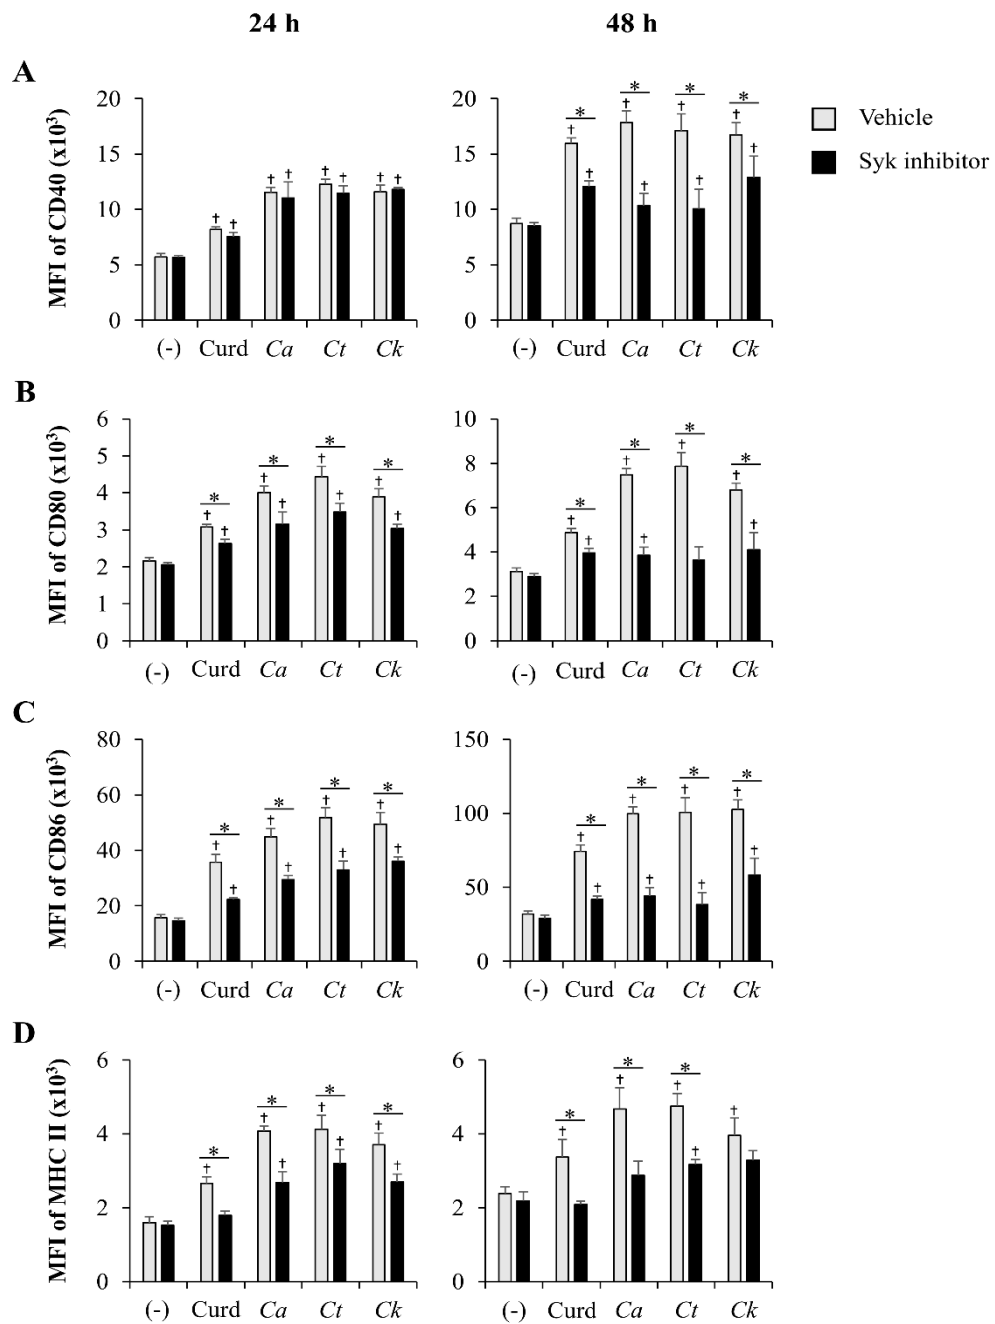 24 h 48 h
A
MFI of CD40 (x10³)
20
15
10
5
0
† † † † † † † †
(-) Curd Ca Ct Ck
20
15
10
5
0
* * * *
† † † † † † †
(-) Curd Ca Ct Ck
Vehicle
Syk inhibitor
B
MFI of CD80 (x10³)
6
5
4
3
2
1
0
* * * *
† † † † † † † †
(-) Curd Ca Ct Ck
10
8
6
4
2
0
* * * *
† † † † † † †
(-) Curd Ca Ct Ck
C
MFI of CD86 (x10³)
80
60
40
20
0
* * * *
† † † † † †
(-) Curd Ca Ct Ck
150
100
50
0
* * * *
† † † † † † † †
(-) Curd Ca Ct Ck
D
MFI of MHC II (x10³)
6
4
2
0
* * * *
† † † † † † †
(-) Curd Ca Ct Ck
6
4
2
0
* * *
† † † † †
(-) Curd Ca Ct Ck